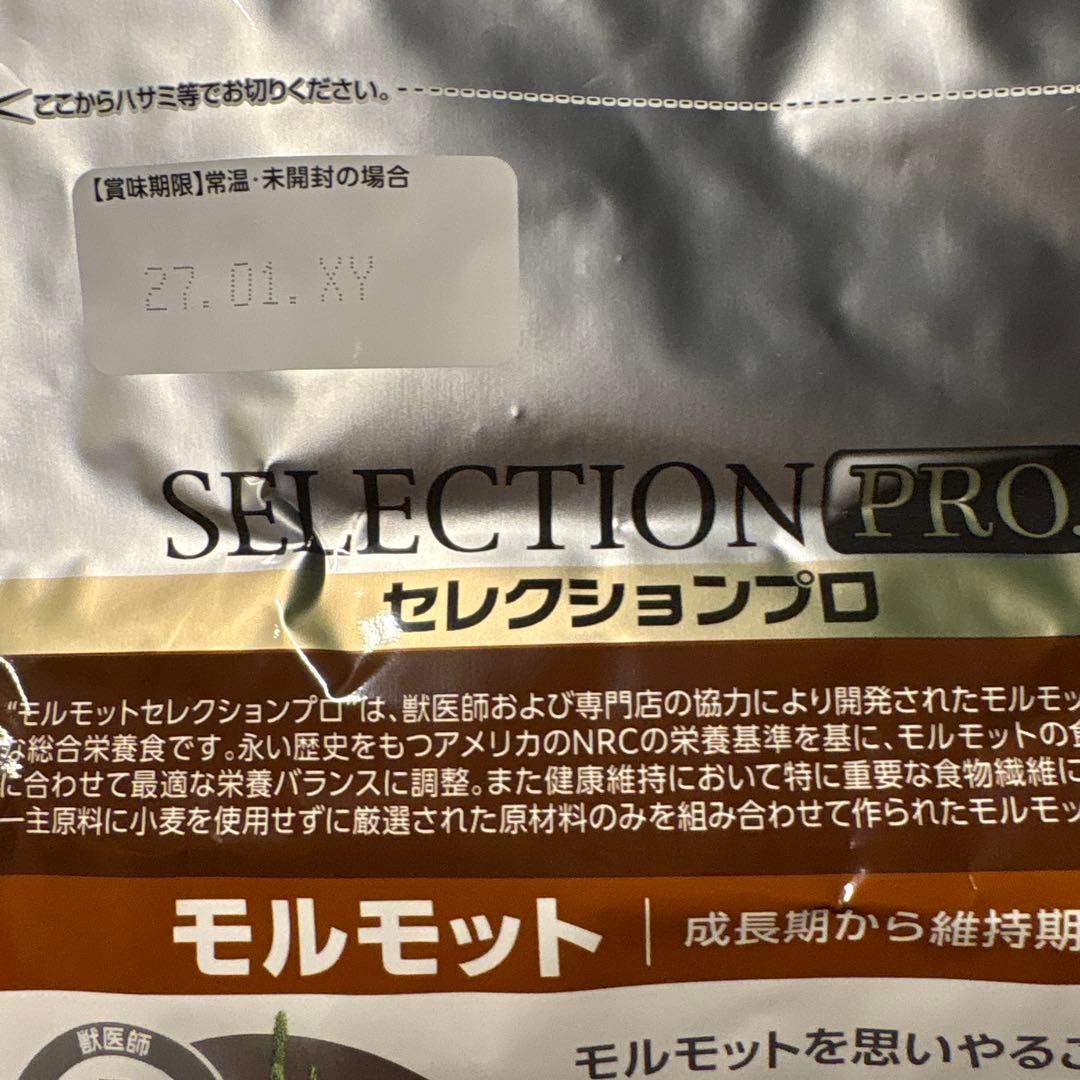 ここからハサミ等でお切りください。
【賞味期限】常温・未開封の場合
27.01.XY
SELECTION PRO.
セレクションプロ
"モルモットセレクションプロ"は、獣医師および専門店の協力により開発されたモルモッ
な総合栄養食です。永い歴史をもつアメリカのNRCの栄養基準を基に、モルモットの食
に合わせて最適な栄養バランスに調整。また健康維持において特に重要な食物繊維に
一主原料に小麦を使用せずに厳選された原材料のみを組み合わせて作られたモルモッ
モルモット 成長期から維持期
獣医師
モルモットを思いやるこ